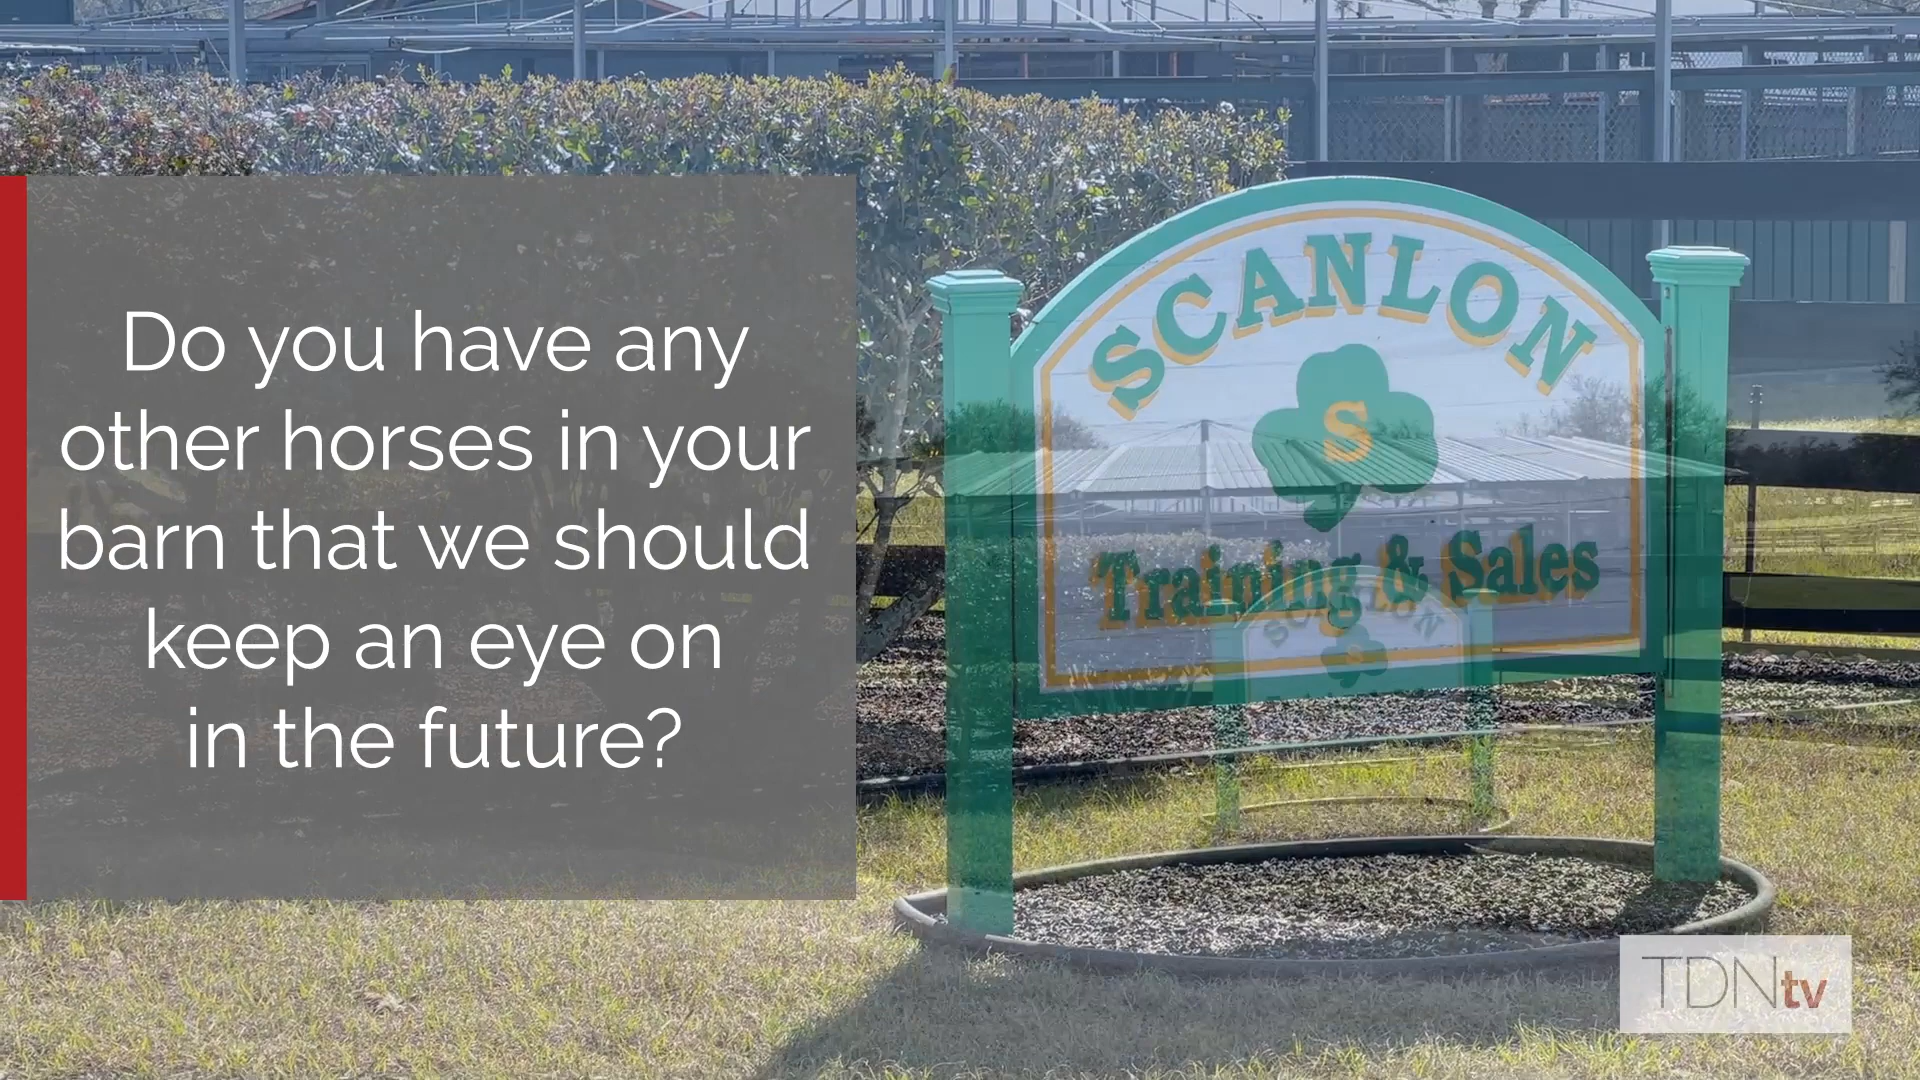 Do you have any
other horses in your
barn that we should
keep an eye on
in the future?
SCANLON
S
Training & Sales
SCANLON
S
TDNtv